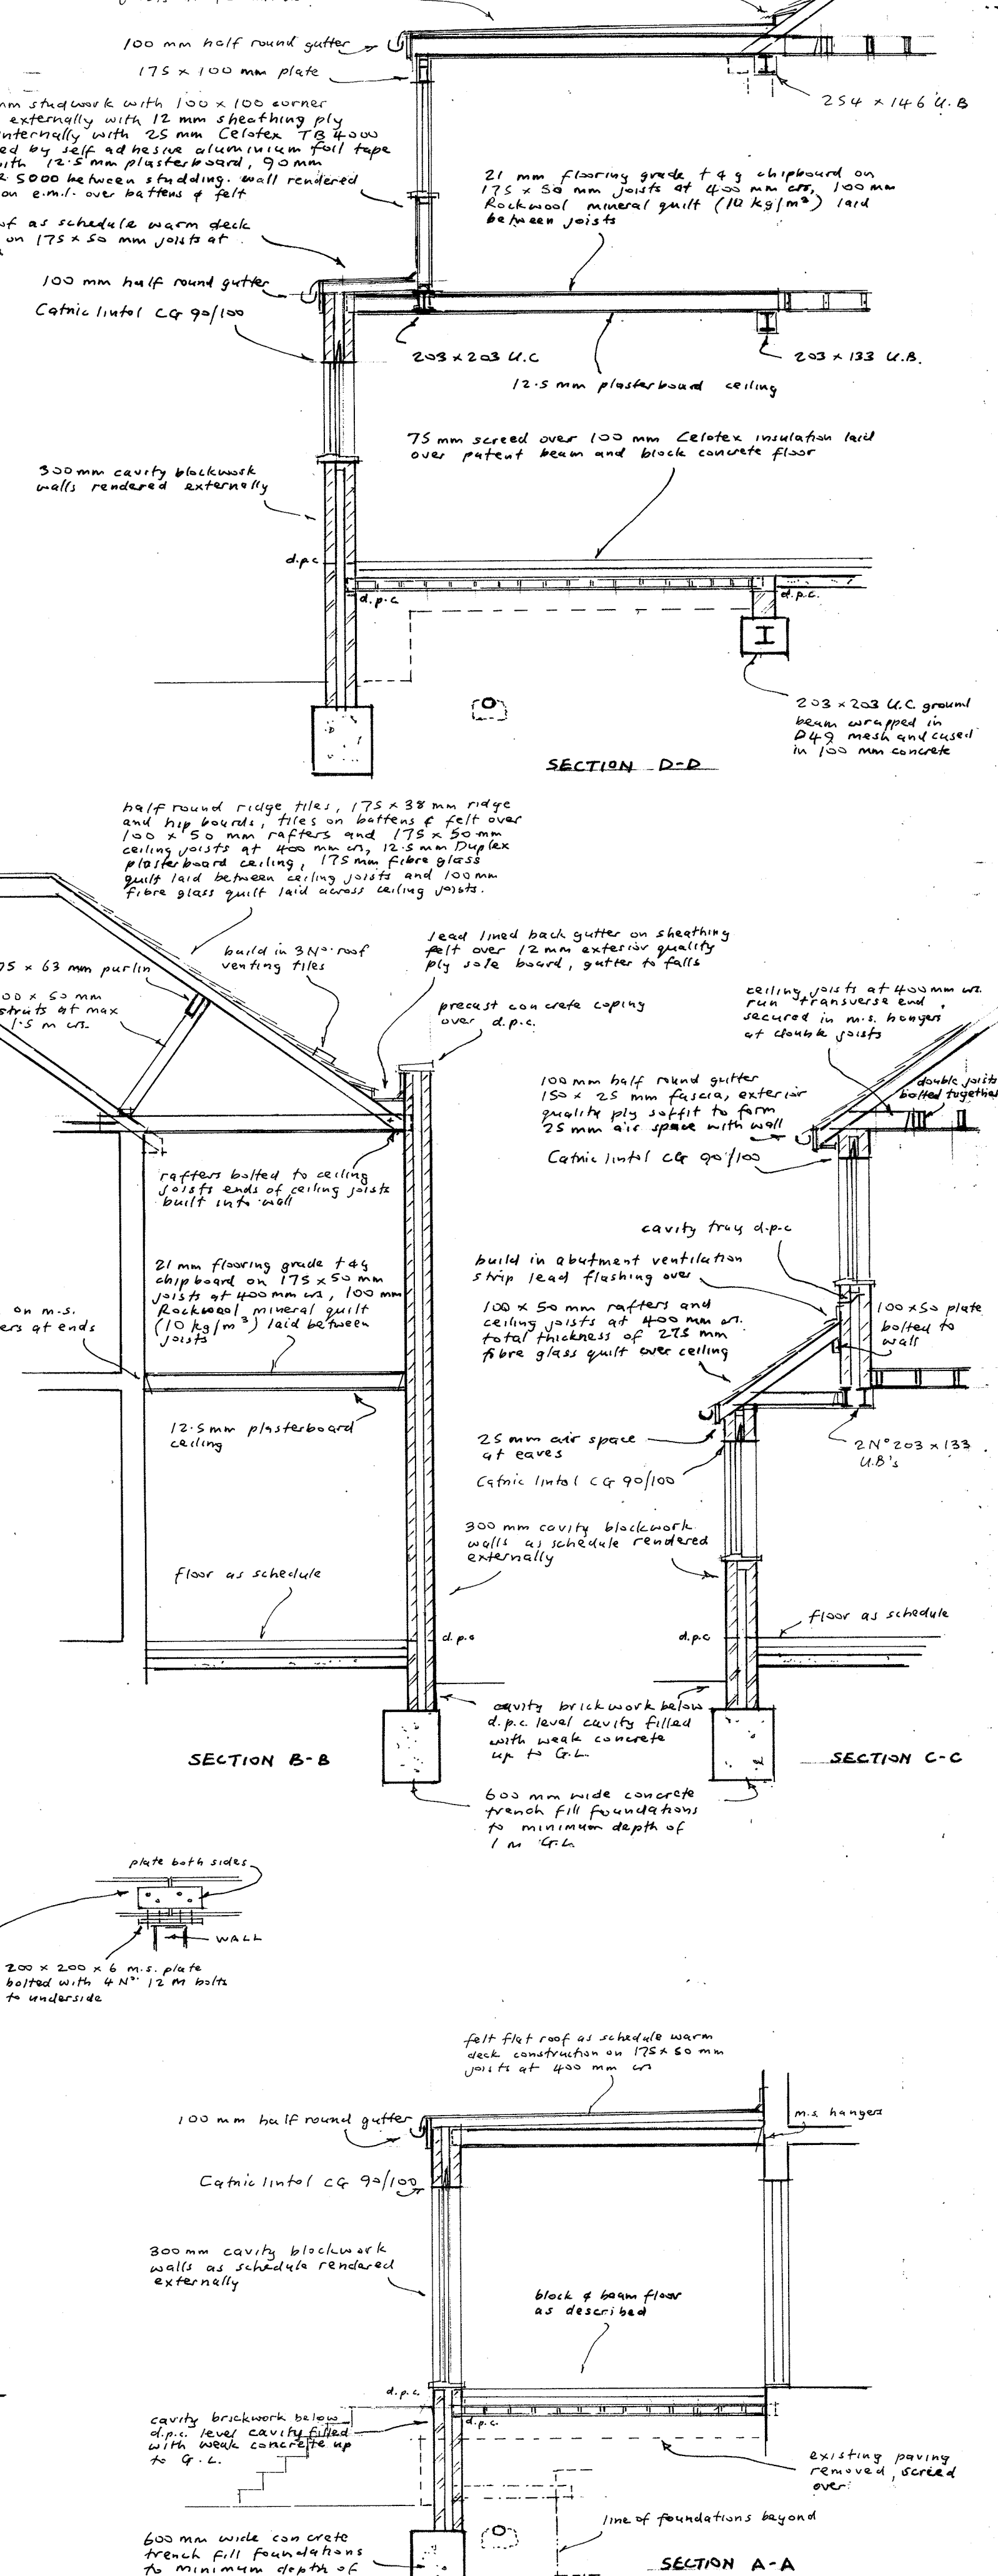 100 mm half round gutter
175 x 100 mm plate
254 x 146 U.B
mm studwork with 100 x 100 corner
externally with 12 mm sheathing ply
internally with 25 mm Celotex TB 4000
ed by self adhesive aluminium foil tape
with 12.5 mm plasterboard, 90 mm
5000 between studding. wall rendered
on e.m.l. over battens & felt
21 mm flooring grade t & g chipboard on
175 x 50 mm joists at 400 mm crs, 100 mm
Rockwool mineral quilt (10 kg/m³) laid
between joists
of as schedule warm deck
on 175 x 50 mm joists at
100 mm half round gutter
Catnic lintol CG 90/100
203 x 203 U.C
203 x 133 U.B.
12.5 mm plasterboard ceiling
75 mm screed over 100 mm Celotex insulation laid
over patent beam and block concrete floor
300 mm cavity blockwork
walls rendered externally
d.p.c
d.p.c
d.p.c.
203 x 203 U.C. ground
beam wrapped in
D49 mesh and cased
in 100 mm concrete
SECTION D-D
half round ridge tiles, 175 x 38 mm ridge
and hip boards, tiles on battens & felt over
100 x 50 mm rafters and 175 x 50 mm
ceiling joists at 400 mm crs, 12.5 mm Duplex
plasterboard ceiling, 175 mm fibre glass
quilt laid between ceiling joists and 100 mm
fibre glass quilt laid across ceiling joists.
75 x 63 mm purlin
build in 3 No. roof
venting tiles
lead lined back gutter on sheathing
felt over 12 mm exterior quality
ply sole board, gutter to falls
00 x 50 mm
struts at max
1.5 m crs.
precast concrete coping
over d.p.c.
ceiling joists at 400 mm crs.
run transverse end
secured in m.s. hangers
at double joists
double joists
bolted together
100 mm half round gutter
150 x 25 mm fascia, exterior
quality ply soffit to form
25 mm air space with wall
Catnic lintol CG 90/100
rafters bolted to ceiling
joists ends of ceiling joists
built into wall
cavity tray d.p.c
build in abutment ventilation
strip lead flashing over
21 mm flooring grade t & g
chipboard on 175 x 50 mm
joists at 400 mm crs, 100 mm
Rockwool mineral quilt
(10 kg/m³) laid between
joists
100 x 50 mm rafters and
ceiling joists at 400 mm crs.
total thickness of 275 mm
fibre glass quilt over ceiling
100 x 50 plate
bolted to
wall
on m.s.
ers at ends
12.5 mm plasterboard
ceiling
25 mm air space
at eaves
Catnic lintol CG 90/100
2 No 203 x 133
U.B's
300 mm cavity blockwork
walls as schedule rendered
externally
floor as schedule
floor as schedule
d.p.c
d.p.c
cavity brickwork below
d.p.c. level cavity filled
with weak concrete
up to G.L.
SECTION B-B
SECTION C-C
600 mm wide concrete
trench fill foundations
to minimum depth of
1 m G.L.
plate both sides
WALL
200 x 200 x 6 m.s. plate
bolted with 4 No. 12 M bolts
to underside
felt flat roof as schedule warm
deck construction on 175 x 50 mm
joists at 400 mm crs
100 mm half round gutter
m.s. hangers
Catnic lintol CG 90/100
300 mm cavity blockwork
walls as schedule rendered
externally
block & beam floor
as described
d.p.c.
d.p.c.
cavity brickwork below
d.p.c. level cavity filled
with weak concrete up
to G.L.
existing paving
removed, screed
over.
line of foundations beyond
600 mm wide concrete
trench fill foundations
to minimum depth of
SECTION A-A